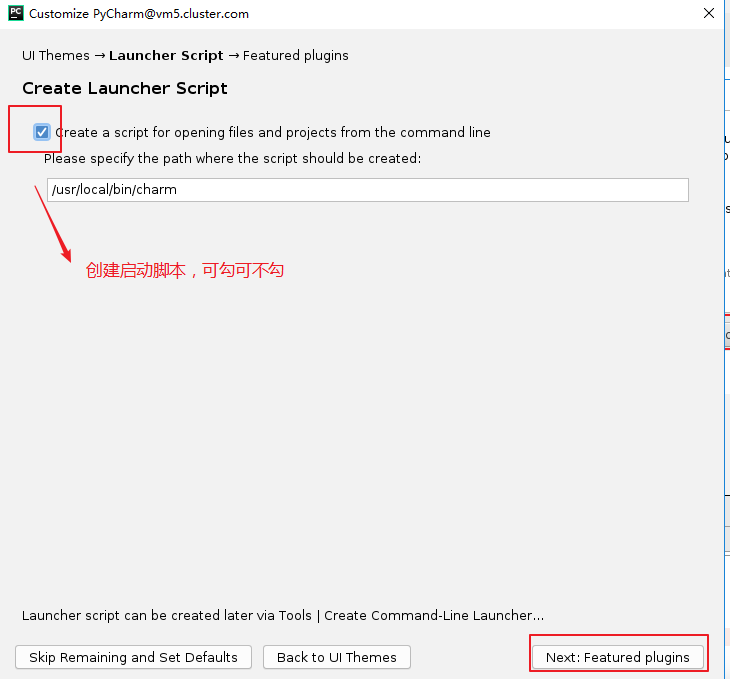 PC
Customize PyCharm@vm5.cluster.com
UI Themes → Launcher Script → Featured plugins
Create Launcher Script
Create a script for opening files and projects from the command line
Please specify the path where the script should be created:
/usr/local/bin/charm
创建启动脚本，可勾可不勾
Launcher script can be created later via Tools | Create Command-Line Launcher...
Skip Remaining and Set Defaults
Back to UI Themes
Next: Featured plugins